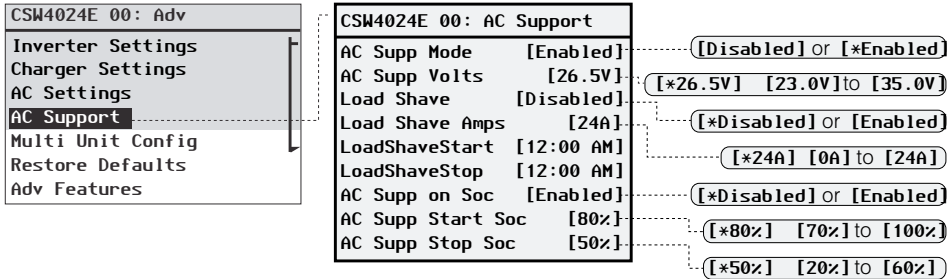 CSW4024E 00: Adv
Inverter Settings
Charger Settings
AC Settings
AC Support
Multi Unit Config
Restore Defaults
Adv Features
CSW4024E 00: AC Support
AC Supp Mode [Enabled]
[Disabled] or [*Enabled]
AC Supp Volts [26.5V]
[*26.5V] [23.0V]to [35.0V]
Load Shave [Disabled]
[*Disabled] or [Enabled]
Load Shave Amps [24A]
[*24A] [0A] to [24A]
LoadShaveStart [12:00 AM]
LoadShaveStop [12:00 AM]
AC Supp on Soc [Enabled]
[*Disabled] or [Enabled]
AC Supp Start Soc [80%]
[*80%] [70%] to [100%]
AC Supp Stop Soc [50%]
[*50%] [20%] to [60%]